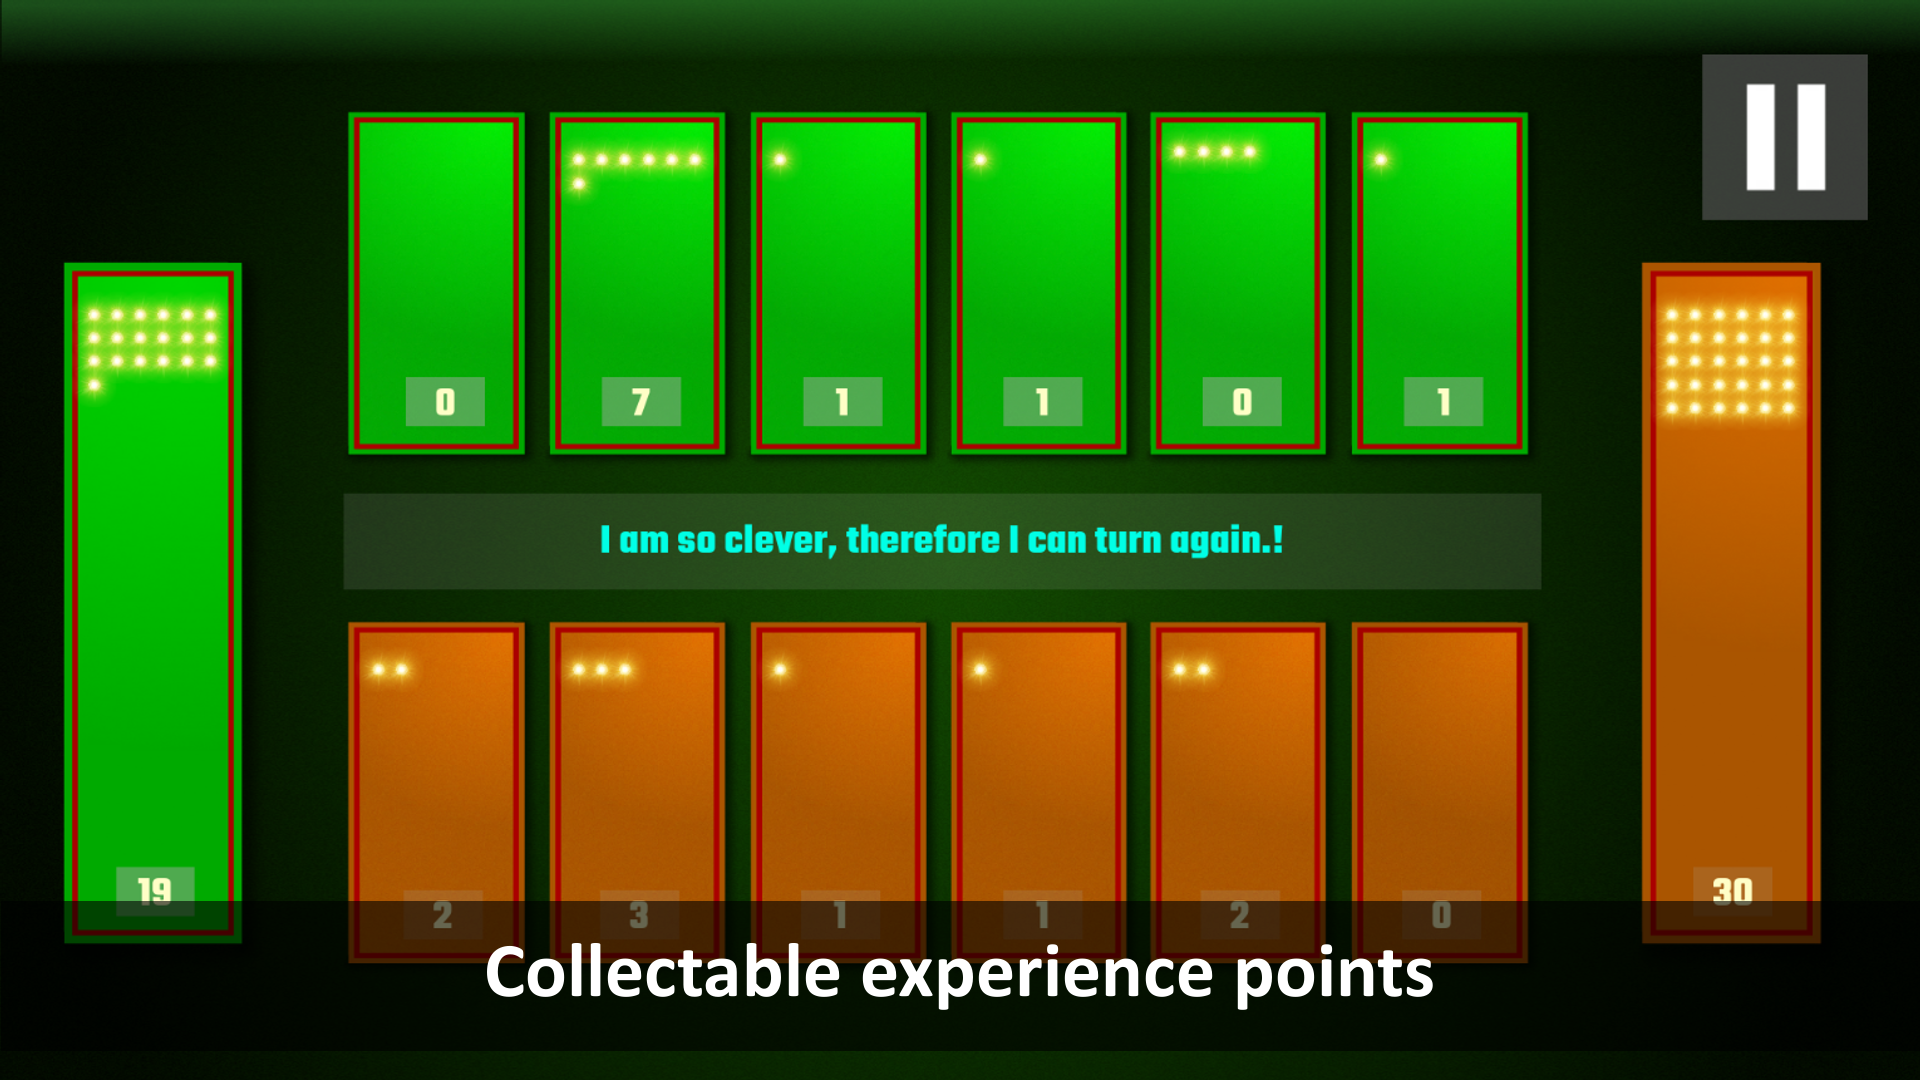 0 7 1 1 0 1
I am so clever, therefore I can turn again.!
19
30
2 3 1 1 2 0
Collectable experience points